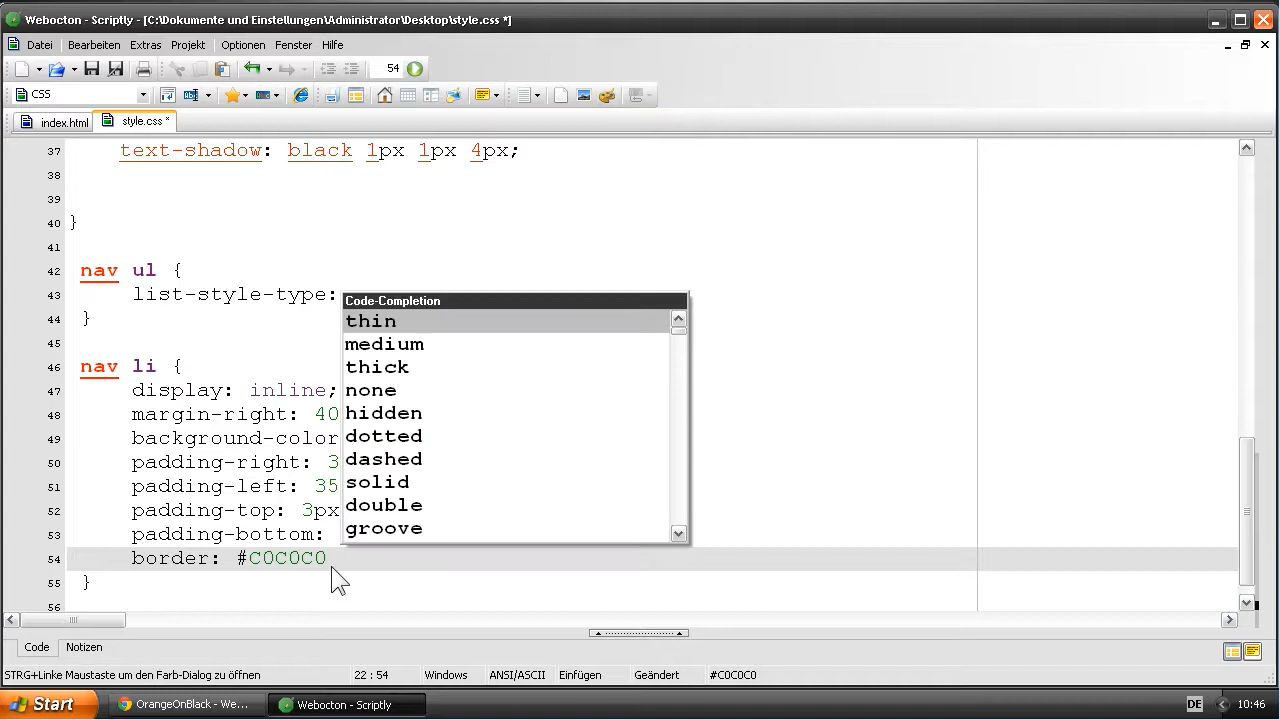 Webocton - Scriptly - [C:\Dokumente und Einstellungen\Administrator\Desktop\style.css *]
Datei Bearbeiten Extras Projekt Optionen Fenster Hilfe
54
CSS
index.html style.css *
37 text-shadow: black 1px 1px 4px;
38
39
40 }
41
42 nav ul {
43 list-style-type:
44 }
45
46 nav li {
47 display: inline;
48 margin-right: 40
49 background-color
50 padding-right: 3
51 padding-left: 35
52 padding-top: 3px
53 padding-bottom:
54 border: #C0C0C0
55 }
56
Code-Completion
thin
medium
thick
none
hidden
dotted
dashed
solid
double
groove
Code Notizen
STRG+Linke Maustaste um den Farb-Dialog zu öffnen 22 : 54 Windows ANSI/ASCII Einfügen Geändert #C0C0C0
Start OrangeOnBlack - We... Webocton - Scriptly DE 10:46